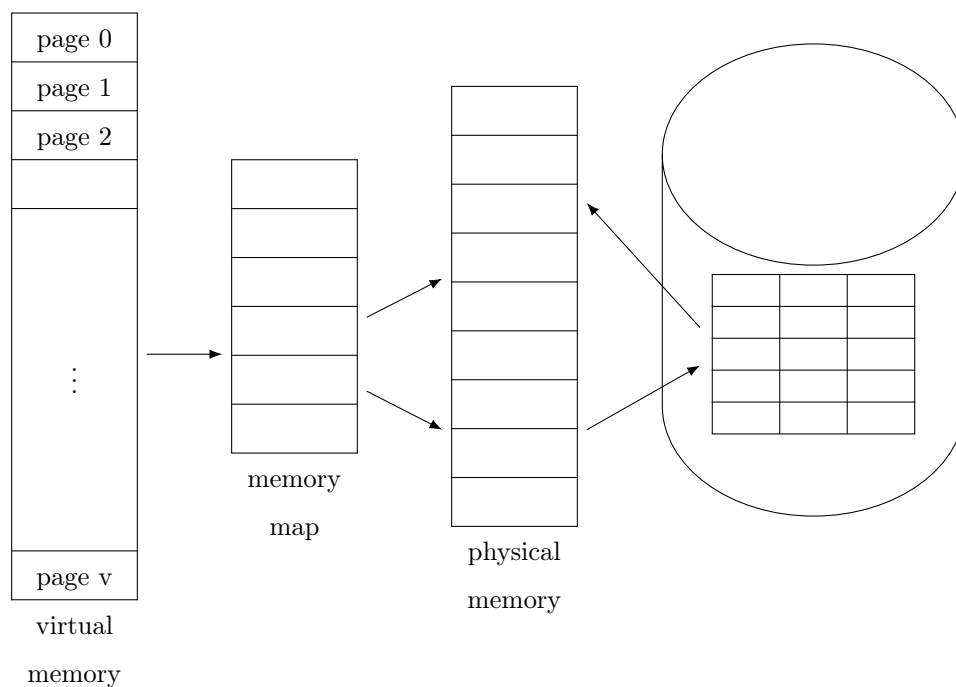 page 0
page 1
page 2
⋮
page v
virtual
memory
memory
map
physical
memory